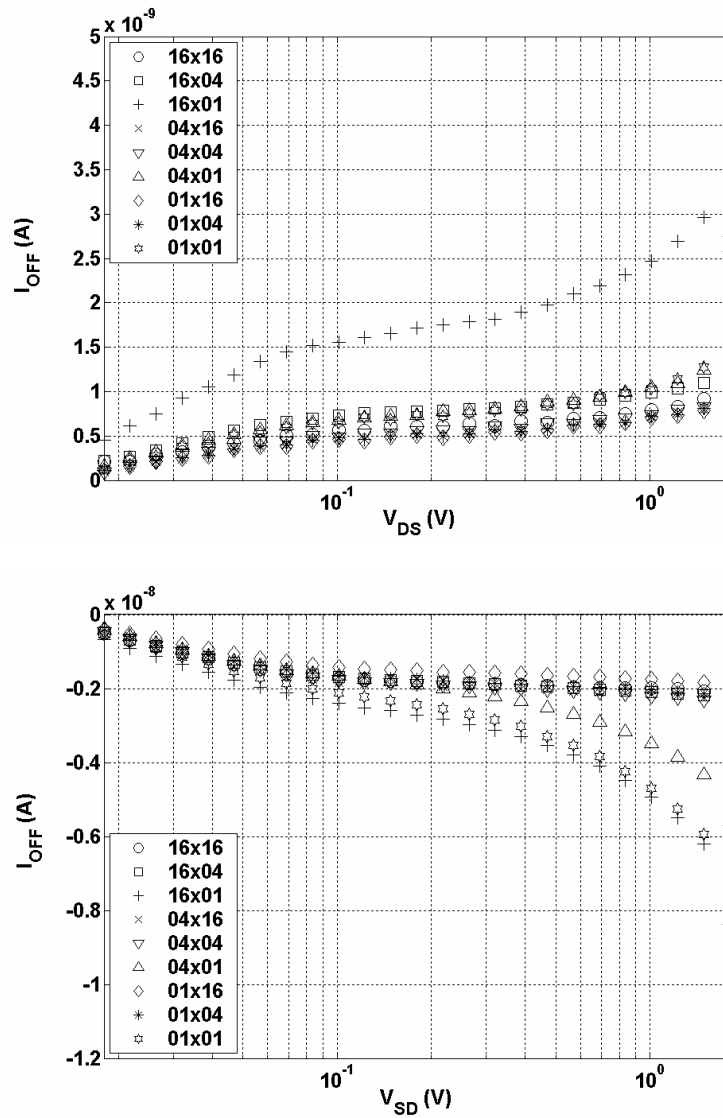 x 10^-9
5
4.5
4
3.5
3
2.5
2
1.5
1
0.5
0
I_OFF (A)
16x16
16x04
16x01
04x16
04x04
04x01
01x16
01x04
01x01
10^-1
10^0
V_DS (V)
x 10^-8
0
-0.2
-0.4
-0.6
-0.8
-1
-1.2
I_OFF (A)
16x16
16x04
16x01
04x16
04x04
04x01
01x16
01x04
01x01
10^-1
10^0
V_SD (V)